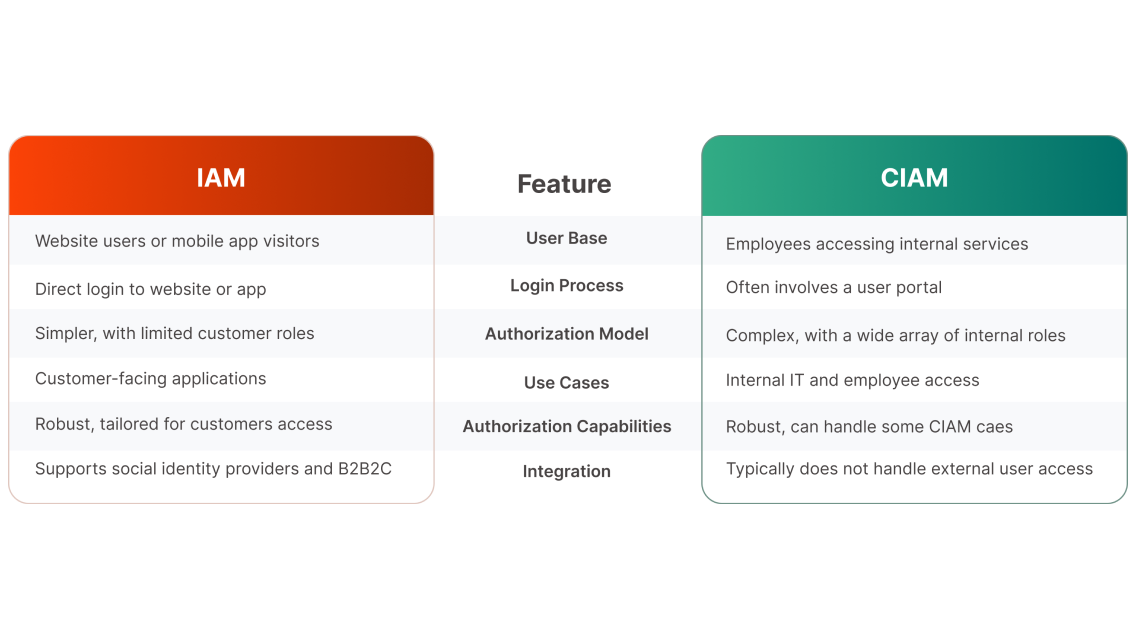 IAM Feature CIAM
Website users or mobile app visitors User Base Employees accessing internal services
Direct login to website or app Login Process Often involves a user portal
Simpler, with limited customer roles Authorization Model Complex, with a wide array of internal roles
Customer-facing applications Use Cases Internal IT and employee access
Robust, tailored for customers access Authorization Capabilities Robust, can handle some CIAM caes
Supports social identity providers and B2B2C Integration Typically does not handle external user access